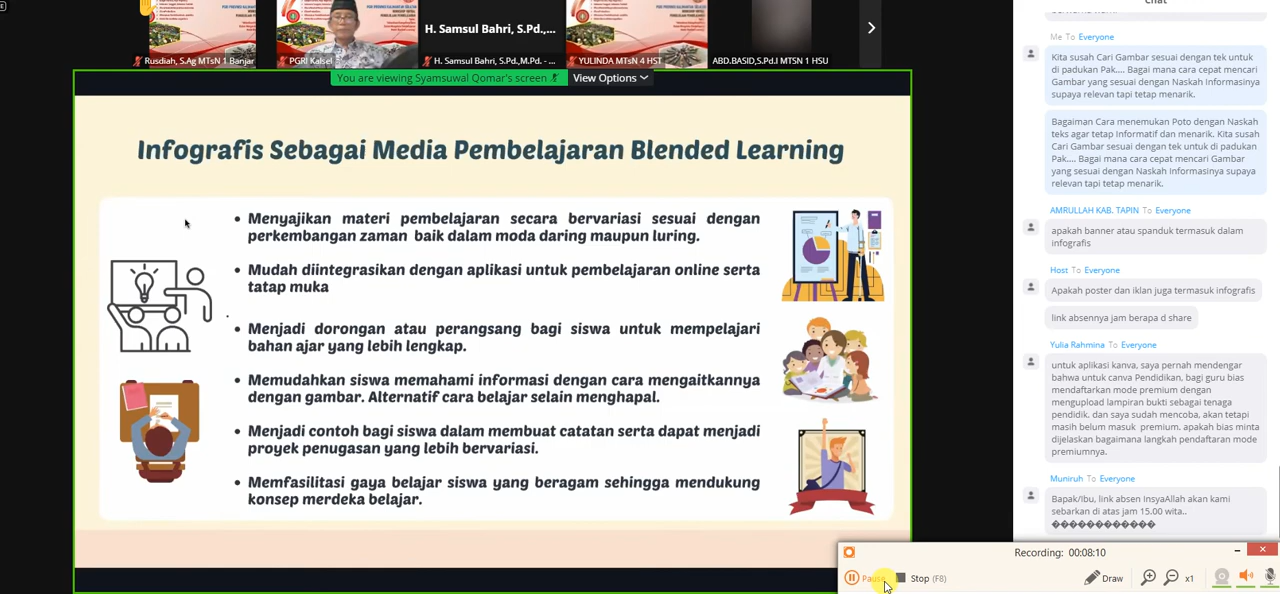 Chat
H. Samsul Bahri, S.Pd.,...
Rusdiah, S.Ag MTsN 1 Banjar
PGRI Kalsel
H. Samsul Bahri, S.Pd.,M.Pd. - ...
YULINDA MTsN 4 HST
ABD.BASID,S.Pd.I MTSN 1 HSU
You are viewing Syamsuwal Qomar's screen
View Options
Infografis Sebagai Media Pembelajaran Blended Learning
• Menyajikan materi pembelajaran secara bervariasi sesuai dengan
perkembangan zaman baik dalam moda daring maupun luring.
• Mudah diintegrasikan dengan aplikasi untuk pembelajaran online serta
tatap muka
• Menjadi dorongan atau perangsang bagi siswa untuk mempelajari
bahan ajar yang lebih lengkap.
• Memudahkan siswa memahami informasi dengan cara mengaitkannya
dengan gambar. Alternatif cara belajar selain menghapal.
• Menjadi contoh bagi siswa dalam membuat catatan serta dapat menjadi
proyek penugasan yang lebih bervariasi.
• Memfasilitasi gaya belajar siswa yang beragam sehingga mendukung
konsep merdeka belajar.
Me To Everyone
Kita susah Cari Gambar sesuai dengan tek untuk
di padukan Pak.... Bagai mana cara cepat mencari
Gambar yang sesuai dengan Naskah Informasinya
supaya relevan tapi tetap menarik.
Bagaiman Cara menemukan Poto dengan Naskah
teks agar tetap Informatif dan menarik. Kita susah
Cari Gambar sesuai dengan tek untuk di padukan
Pak.... Bagai mana cara cepat mencari Gambar
yang sesuai dengan Naskah Informasinya supaya
relevan tapi tetap menarik.
AMRULLAH KAB. TAPIN To Everyone
apakah banner atau spanduk termasuk dalam
infografis
Host To Everyone
Apakah poster dan iklan juga termasuk infografis
link absennya jam berapa d share
Yulia Rahmina To Everyone
untuk aplikasi kanva, saya pernah mendengar
bahwa untuk canva Pendidikan, bagi guru bias
mendaftarkan mode premium dengan
mengupload lampiran bukti sebagai tenaga
pendidik. dan saya sudah mencoba, akan tetapi
masih belum masuk premium. apakah bias minta
dijelaskan bagaimana langkah pendaftaran mode
premiumnya.
Muniruh To Everyone
Bapak/Ibu, link absen InsyaAllah akan kami
sebarkan di atas jam 15.00 wita..
Recording: 00:08:10
Pause
Stop (F8)
Draw
x1